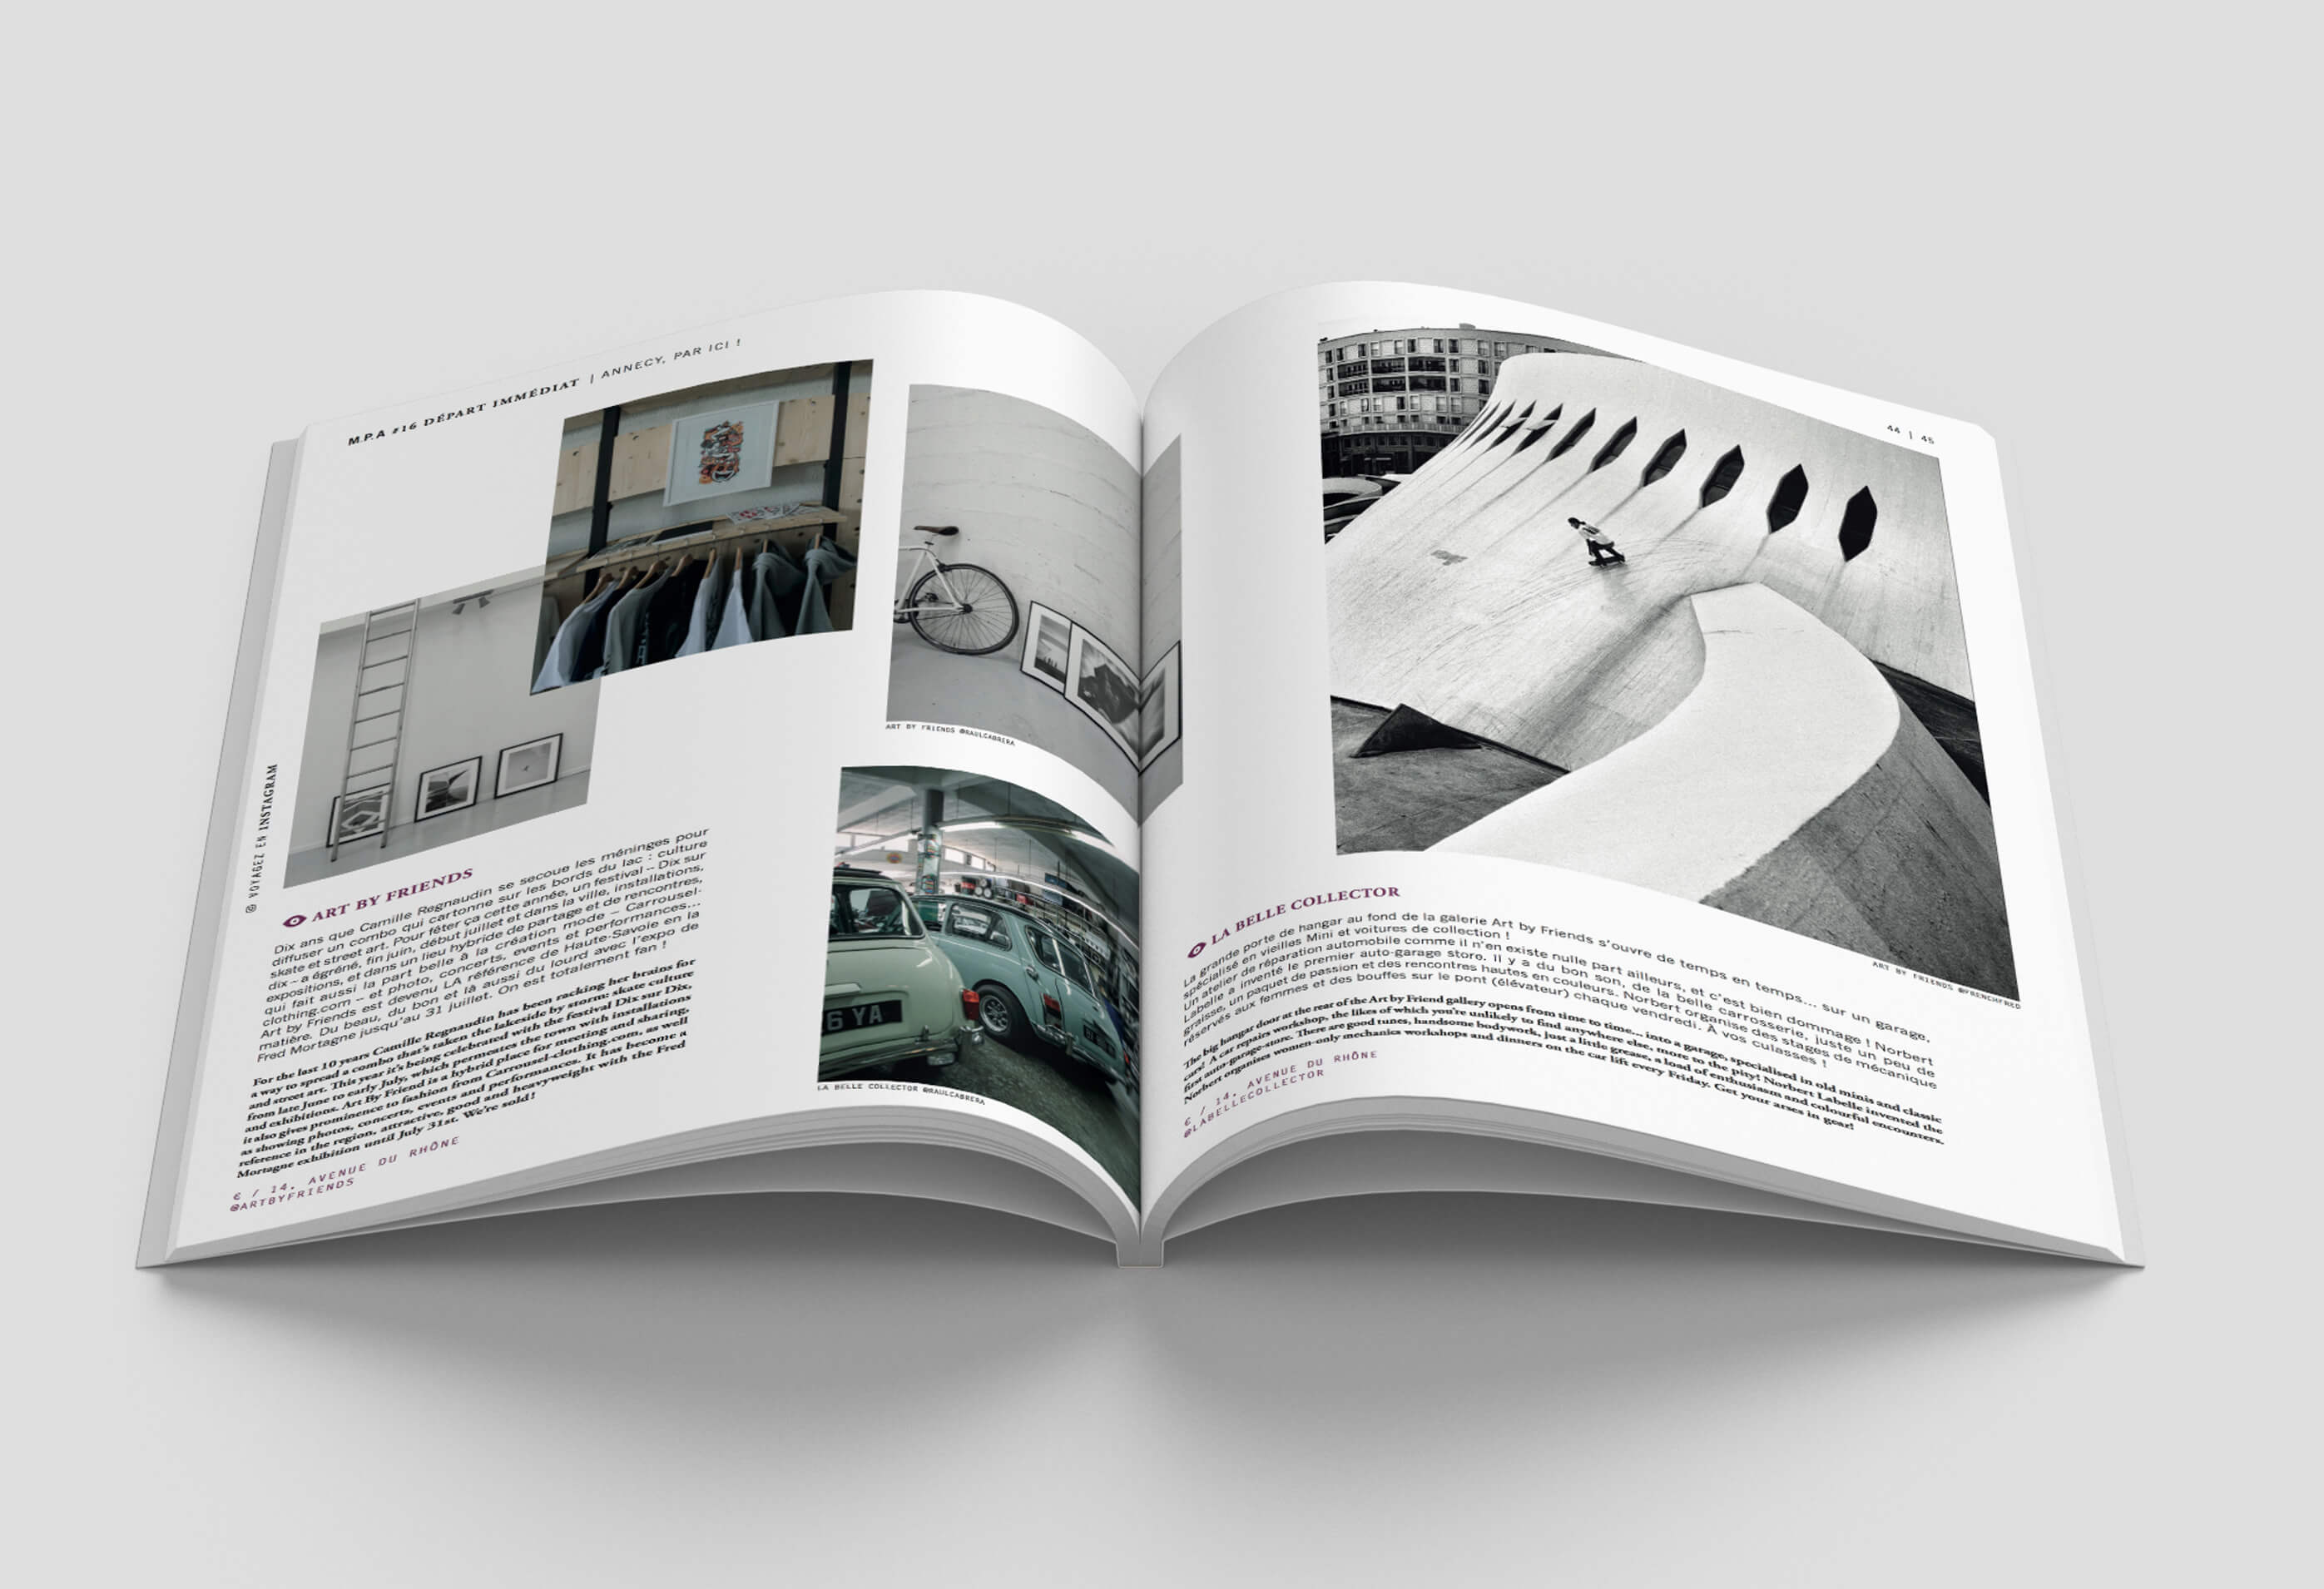 M.P.A #16 DÉPART IMMÉDIAT | ANNECY, PAR ICI !
@ VOYAGEZ EN INSTAGRAM
ART BY FRIENDS
Dix ans que Camille Regnaudin se secoue les méninges pour
diffuser un combo qui cartonne sur les bords du lac : culture
skate et street art. Pour fêter ça cette année, un festival – Dix sur
dix – a égréné, fin juin, début juillet et dans la ville, installations,
expositions, et dans un lieu hybride de partage et de rencontres,
qui fait aussi la part belle à la création mode – Carrousel-
clothing.com – et photo, concerts, events et performances...
Art by Friends est devenu LA référence de Haute-Savoie en la
matière. Du beau, du bon et là aussi du lourd avec l'expo de
Fred Mortagne jusqu'au 31 juillet. On est totalement fan !
For the last 10 years Camille Regnaudin has been racking her brains for
a way to spread a combo that's taken the lakeside by storm: skate culture
and street art. This year it's being celebrated with the festival Dix sur Dix,
from late June to early July, which permeates the town with installations
and exhibitions. Art By Friend is a hybrid place for meeting and sharing,
it also gives prominence to fashion from Carrousel-clothing.com, as well
as showing photos, concerts, events and performances. It has become a
reference in the region, attractive, good and heavyweight with the Fred
Mortagne exhibition until July 31st. We're sold!
€ / 14, AVENUE DU RHÔNE
@ARTBYFRIENDS
ART BY FRIENDS @RAULCABRERA
6 YA
LA BELLE COLLECTOR @RAULCABRERA
44 | 45
ART BY FRIENDS @FRENCHFRED
LA BELLE COLLECTOR
La grande porte de hangar au fond de la galerie Art by Friends s'ouvre de temps en temps... sur un garage,
spécialisé en vieilles Mini et voitures de collection !
Un atelier de réparation automobile comme il n'en existe nulle part ailleurs, et c'est bien dommage ! Norbert
Labelle a inventé le premier auto-garage store. Il y a du bon son, de la belle carrosserie, juste un peu de
graisse, un paquet de passion et des rencontres hautes en couleurs. Norbert organise des stages de mécanique
réservés aux femmes et des bouffes sur le pont (élévateur) chaque vendredi. À vos culasses !
The big hangar door at the rear of the Art by Friend gallery opens from time to time... into a garage, specialised in old minis and classic
cars! A car repairs workshop, the likes of which you're unlikely to find anywhere else, more to the pity! Norbert Labelle invented the
first auto-garage-store. There are good tunes, handsome bodywork, just a little grease, a load of enthusiasm and colourful encounters.
Norbert organises women-only mechanics workshops and dinners on the car lift every Friday. Get your arses in gear!
€ / 14, AVENUE DU RHÔNE
@LABELLECOLLECTOR